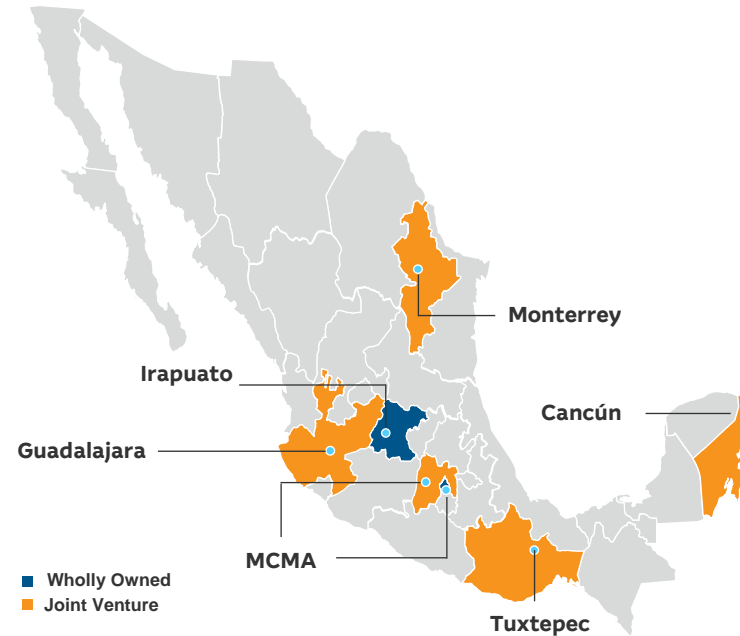 Monterrey
Irapuato
Cancún
Guadalajara
MCMA
Wholly Owned
Joint Venture
Tuxtepec